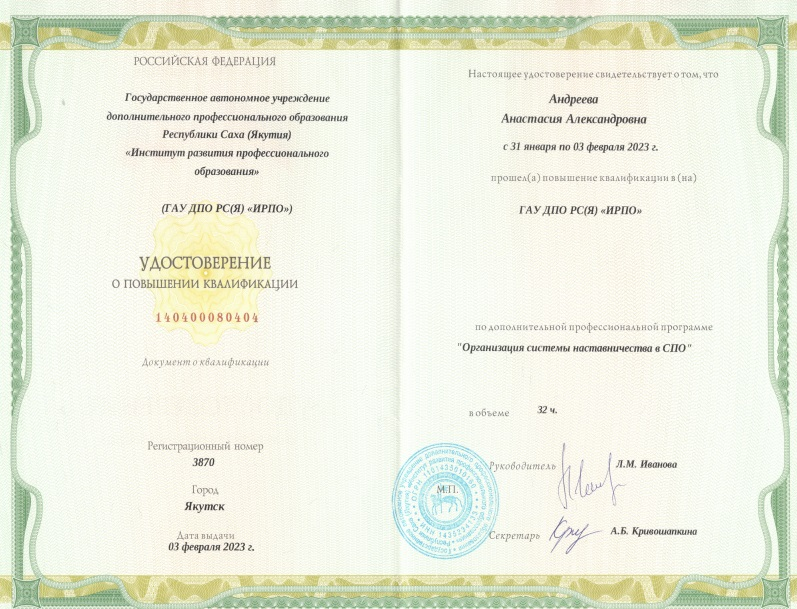 РОССИЙСКАЯ ФЕДЕРАЦИЯ
Государственное автономное учреждение
дополнительного профессионального образования
Республики Саха (Якутия)
«Институт развития профессионального
образования»
(ГАУ ДПО РС(Я) «ИРПО»)
УДОСТОВЕРЕНИЕ
О ПОВЫШЕНИИ КВАЛИФИКАЦИИ
140400080404
Документ о квалификации
Регистрационный номер
3870
Город
Якутск
Дата выдачи
03 февраля 2023 г.
Настоящее удостоверение свидетельствует о том, что
Андреева
Анастасия Александровна
с 31 января по 03 февраля 2023 г.
прошел(а) повышение квалификации в (на)
ГАУ ДПО РС(Я) «ИРПО»
по дополнительной профессиональной программе
"Организация системы наставничества в СПО"
в объеме 32 ч.
Руководитель Л.М. Иванова
М.П.
Секретарь А.Б. Кривошапкина